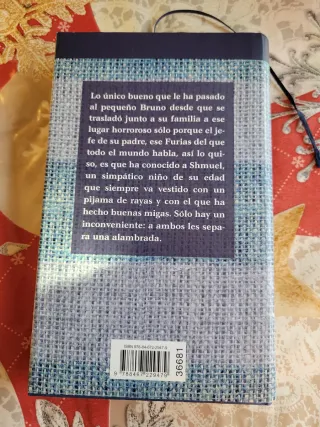 Lo único bueno que le ha pasado
al pequeño Bruno desde que se
trasladó junto a su familia a ese
lugar horroroso sólo porque el je-
fe de su padre, ese Furias del que
todo el mundo habla, así lo qui-
so, es que ha conocido a Shmuel,
un simpático niño de su edad
que siempre va vestido con un
pijama de rayas y con el que ha
hecho buenas migas. Sólo hay un
inconveniente: a ambos les sepa-
ra una alambrada.
36681